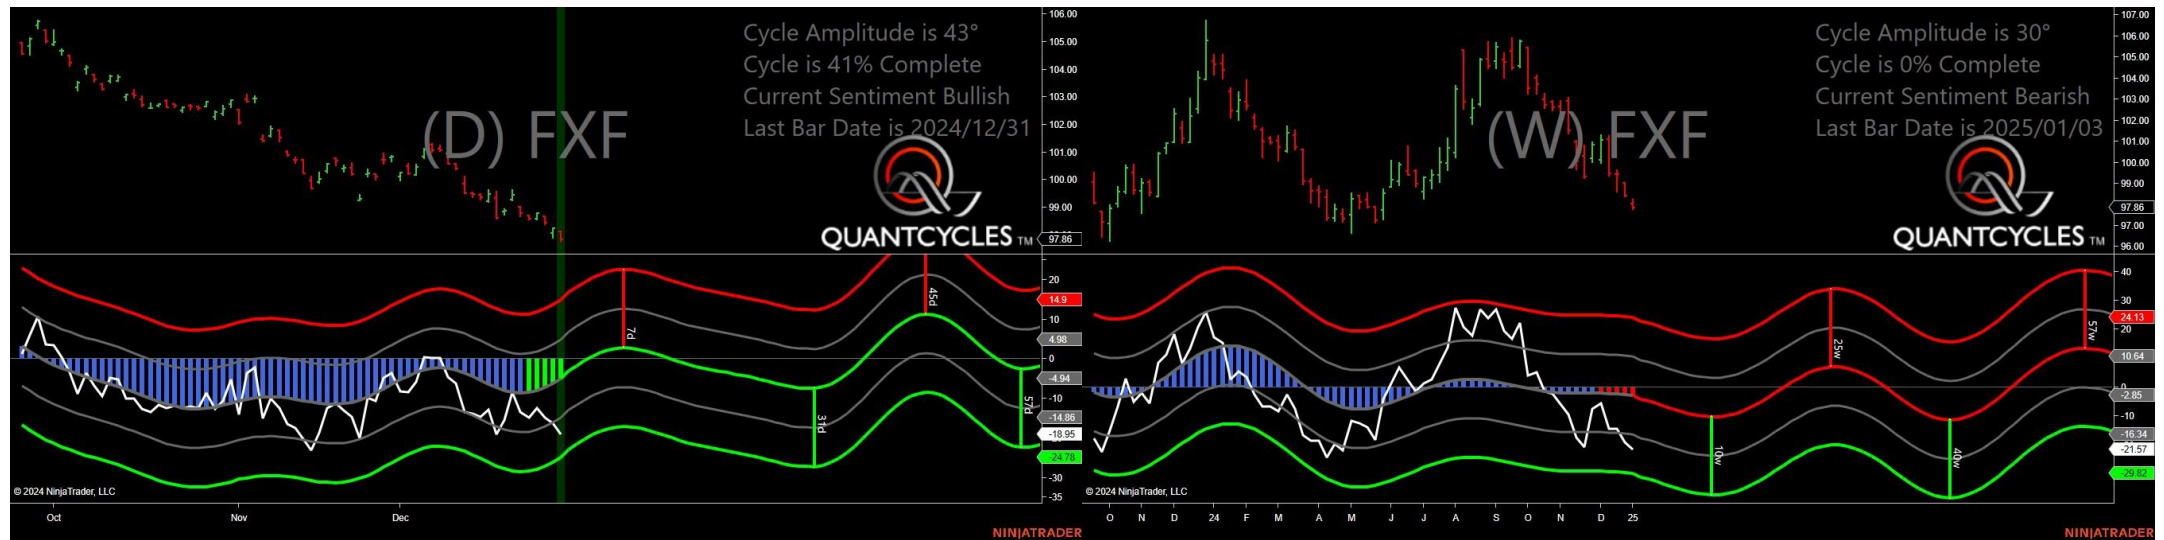 Cycle Amplitude is 43°
Cycle is 41% Complete
Current Sentiment Bullish
Last Bar Date is 2024/12/31
(D) FXF
QUANTCYCLES TM
106.00
105.00
104.00
103.00
102.00
101.00
100.00
99.00
97.86
20
14.9
10
4.98
0
-4.94
-10
-14.86
-18.95
-24.78
-30
-35
7d
31d
45d
57d
© 2024 NinjaTrader, LLC
Oct Nov Dec
NINJATRADER
Cycle Amplitude is 30°
Cycle is 0% Complete
Current Sentiment Bearish
Last Bar Date is 2025/01/03
(W) FXF
QUANTCYCLES TM
107.00
106.00
105.00
104.00
103.00
102.00
101.00
100.00
99.00
97.86
97.00
96.00
40
30
24.13
20
10.64
0
-2.85
-10
-16.34
-21.57
-29.82
10w
25w
40w
57w
© 2024 NinjaTrader, LLC
O N D 24 F M A M J J A S O N D 25
NINJATRADER